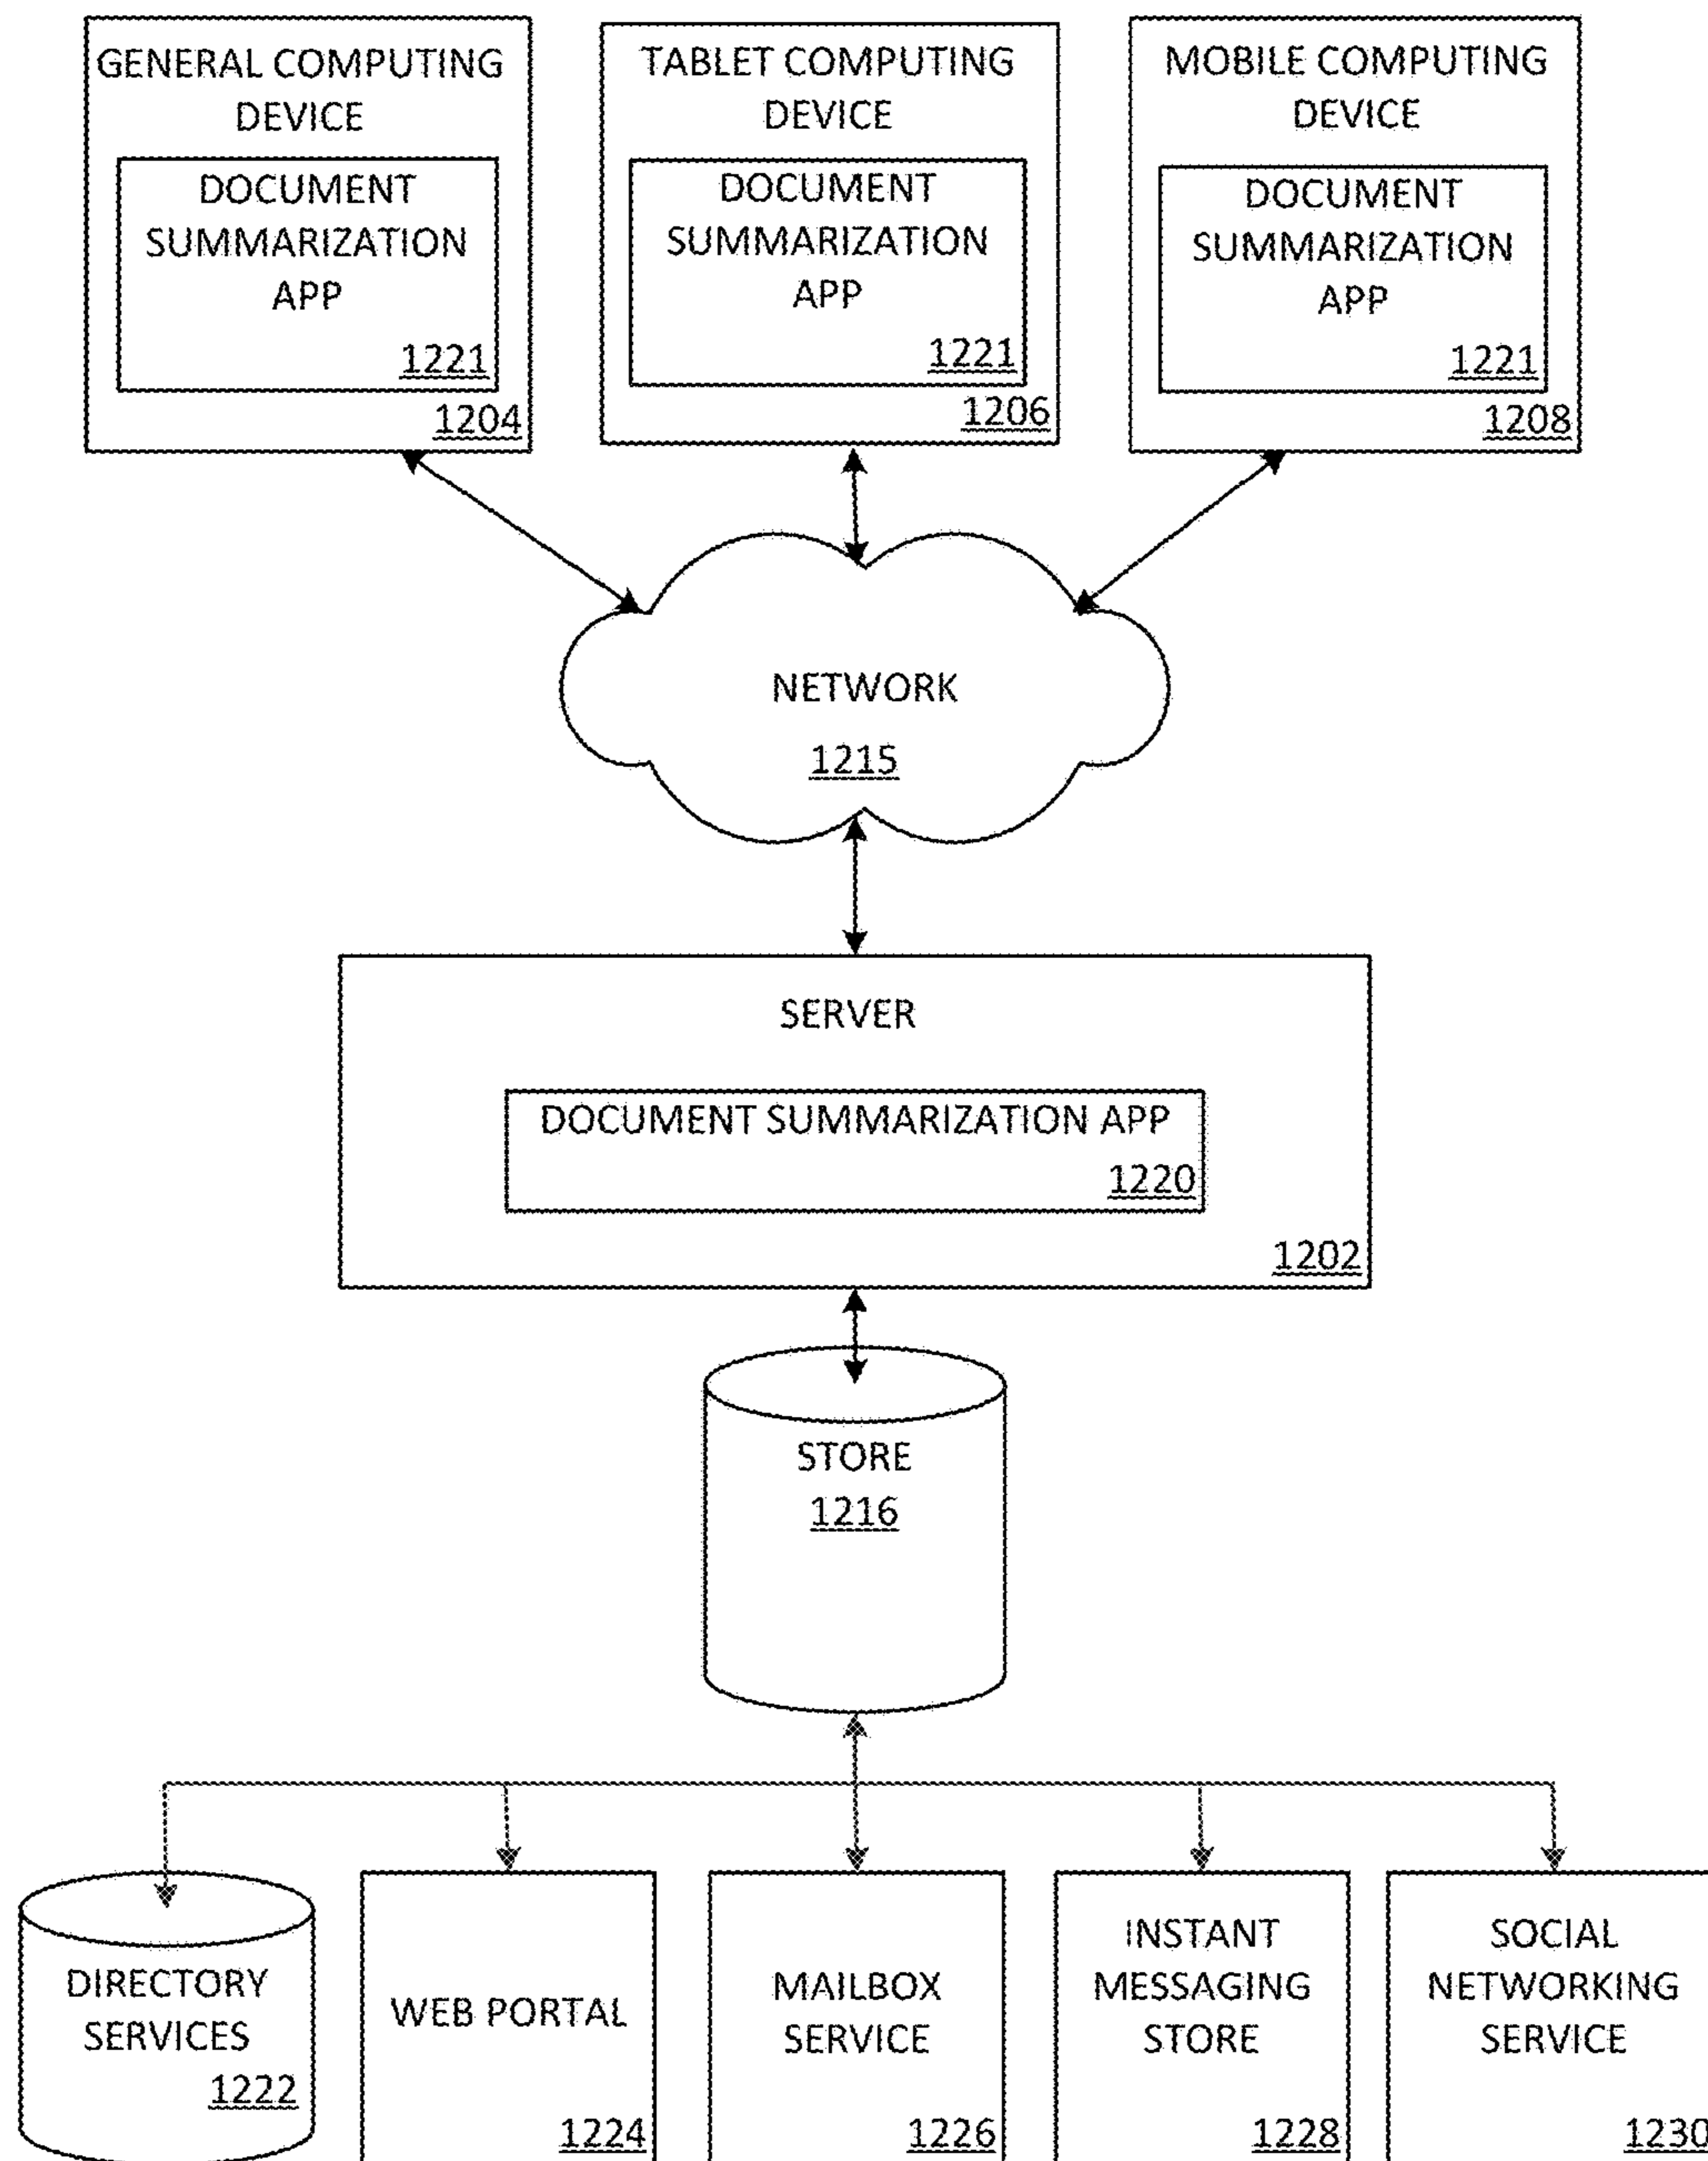 GENERAL COMPUTING
DEVICE
DOCUMENT
SUMMARIZATION
APP
1221
1204
TABLET COMPUTING
DEVICE
DOCUMENT
SUMMARIZATION
APP
1221
1206
MOBILE COMPUTING
DEVICE
DOCUMENT
SUMMARIZATION
APP
1221
1208
NETWORK
1215
SERVER
DOCUMENT SUMMARIZATION APP
1220
1202
STORE
1216
DIRECTORY
SERVICES
1222
WEB PORTAL
1224
MAILBOX
SERVICE
1226
INSTANT
MESSAGING
STORE
1228
SOCIAL
NETWORKING
SERVICE
1230